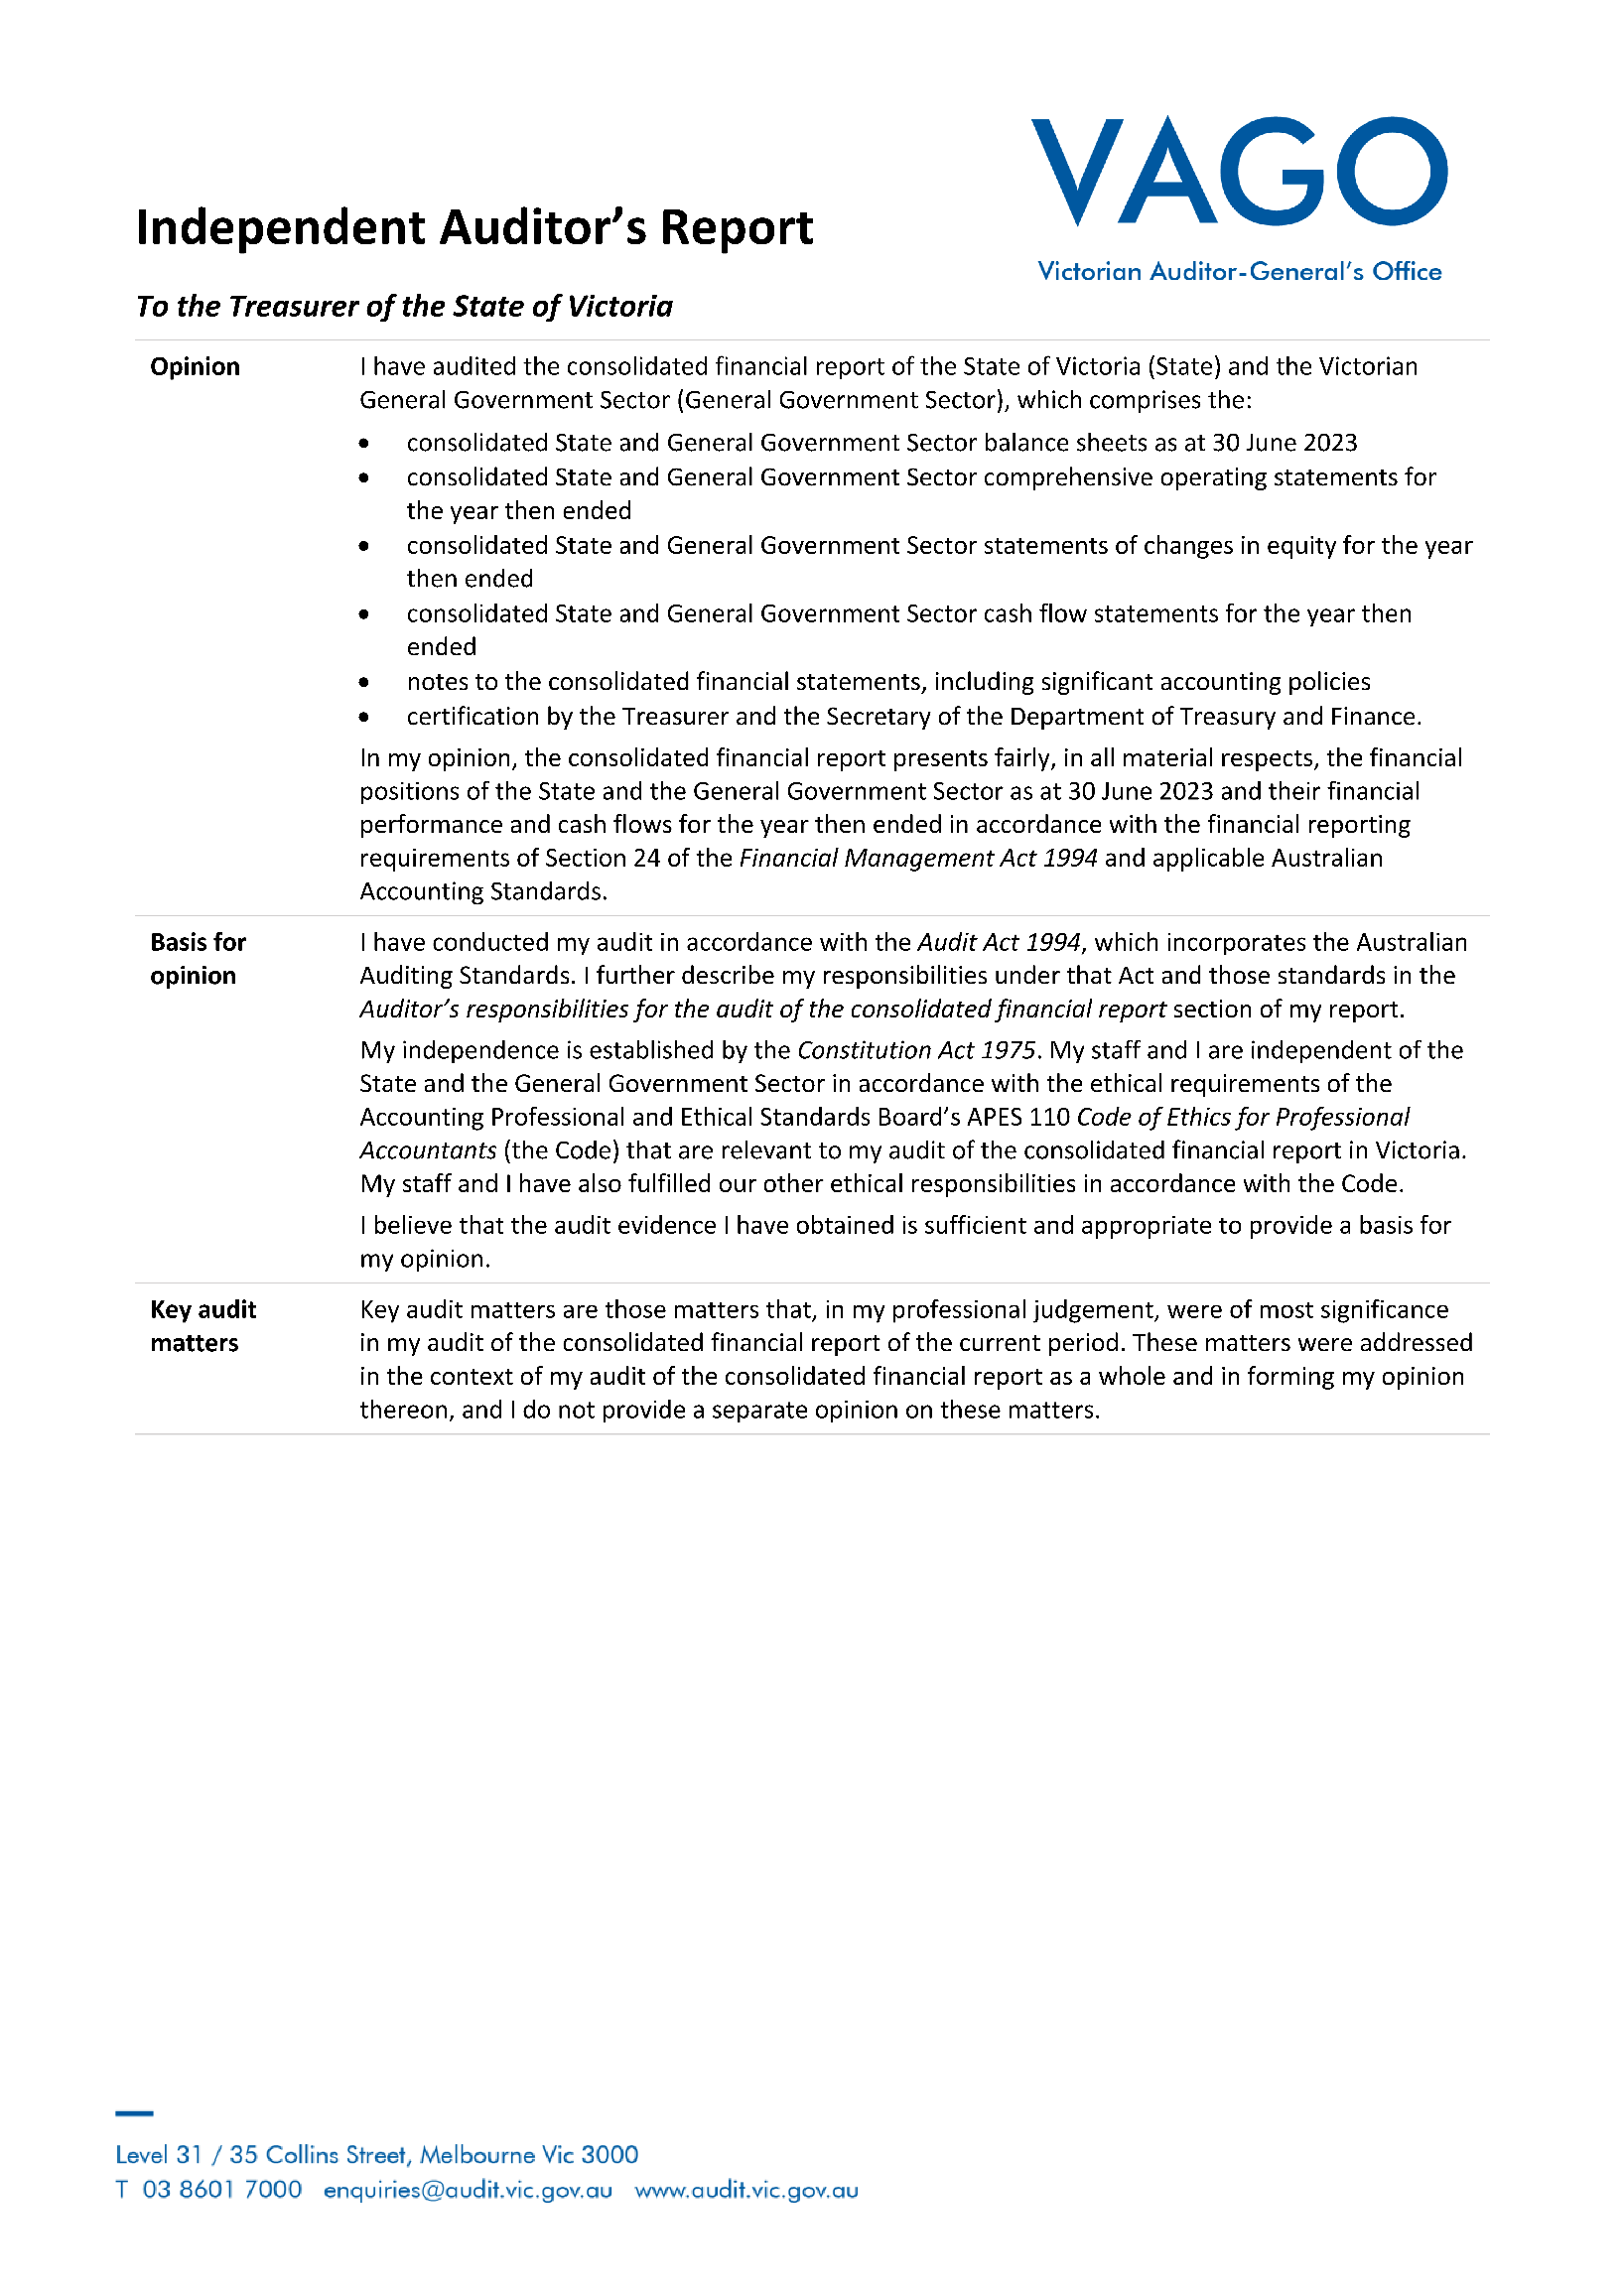 VAGO
Victorian Auditor-General's Office
Independent Auditor’s Report
To the Treasurer of the State of Victoria
Opinion
I have audited the consolidated financial report of the State of Victoria (State) and the Victorian
General Government Sector (General Government Sector), which comprises the:
• consolidated State and General Government Sector balance sheets as at 30 June 2023
• consolidated State and General Government Sector comprehensive operating statements for
the year then ended
• consolidated State and General Government Sector statements of changes in equity for the year
then ended
• consolidated State and General Government Sector cash flow statements for the year then
ended
• notes to the consolidated financial statements, including significant accounting policies
• certification by the Treasurer and the Secretary of the Department of Treasury and Finance.
In my opinion, the consolidated financial report presents fairly, in all material respects, the financial
positions of the State and the General Government Sector as at 30 June 2023 and their financial
performance and cash flows for the year then ended in accordance with the financial reporting
requirements of Section 24 of the Financial Management Act 1994 and applicable Australian
Accounting Standards.
Basis for
opinion
I have conducted my audit in accordance with the Audit Act 1994, which incorporates the Australian
Auditing Standards. I further describe my responsibilities under that Act and those standards in the
Auditor’s responsibilities for the audit of the consolidated financial report section of my report.
My independence is established by the Constitution Act 1975. My staff and I are independent of the
State and the General Government Sector in accordance with the ethical requirements of the
Accounting Professional and Ethical Standards Board’s APES 110 Code of Ethics for Professional
Accountants (the Code) that are relevant to my audit of the consolidated financial report in Victoria.
My staff and I have also fulfilled our other ethical responsibilities in accordance with the Code.
I believe that the audit evidence I have obtained is sufficient and appropriate to provide a basis for
my opinion.
Key audit
matters
Key audit matters are those matters that, in my professional judgement, were of most significance
in my audit of the consolidated financial report of the current period. These matters were addressed
in the context of my audit of the consolidated financial report as a whole and in forming my opinion
thereon, and I do not provide a separate opinion on these matters.
Level 31 / 35 Collins Street, Melbourne Vic 3000
T 03 8601 7000 enquiries@audit.vic.gov.au www.audit.vic.gov.au